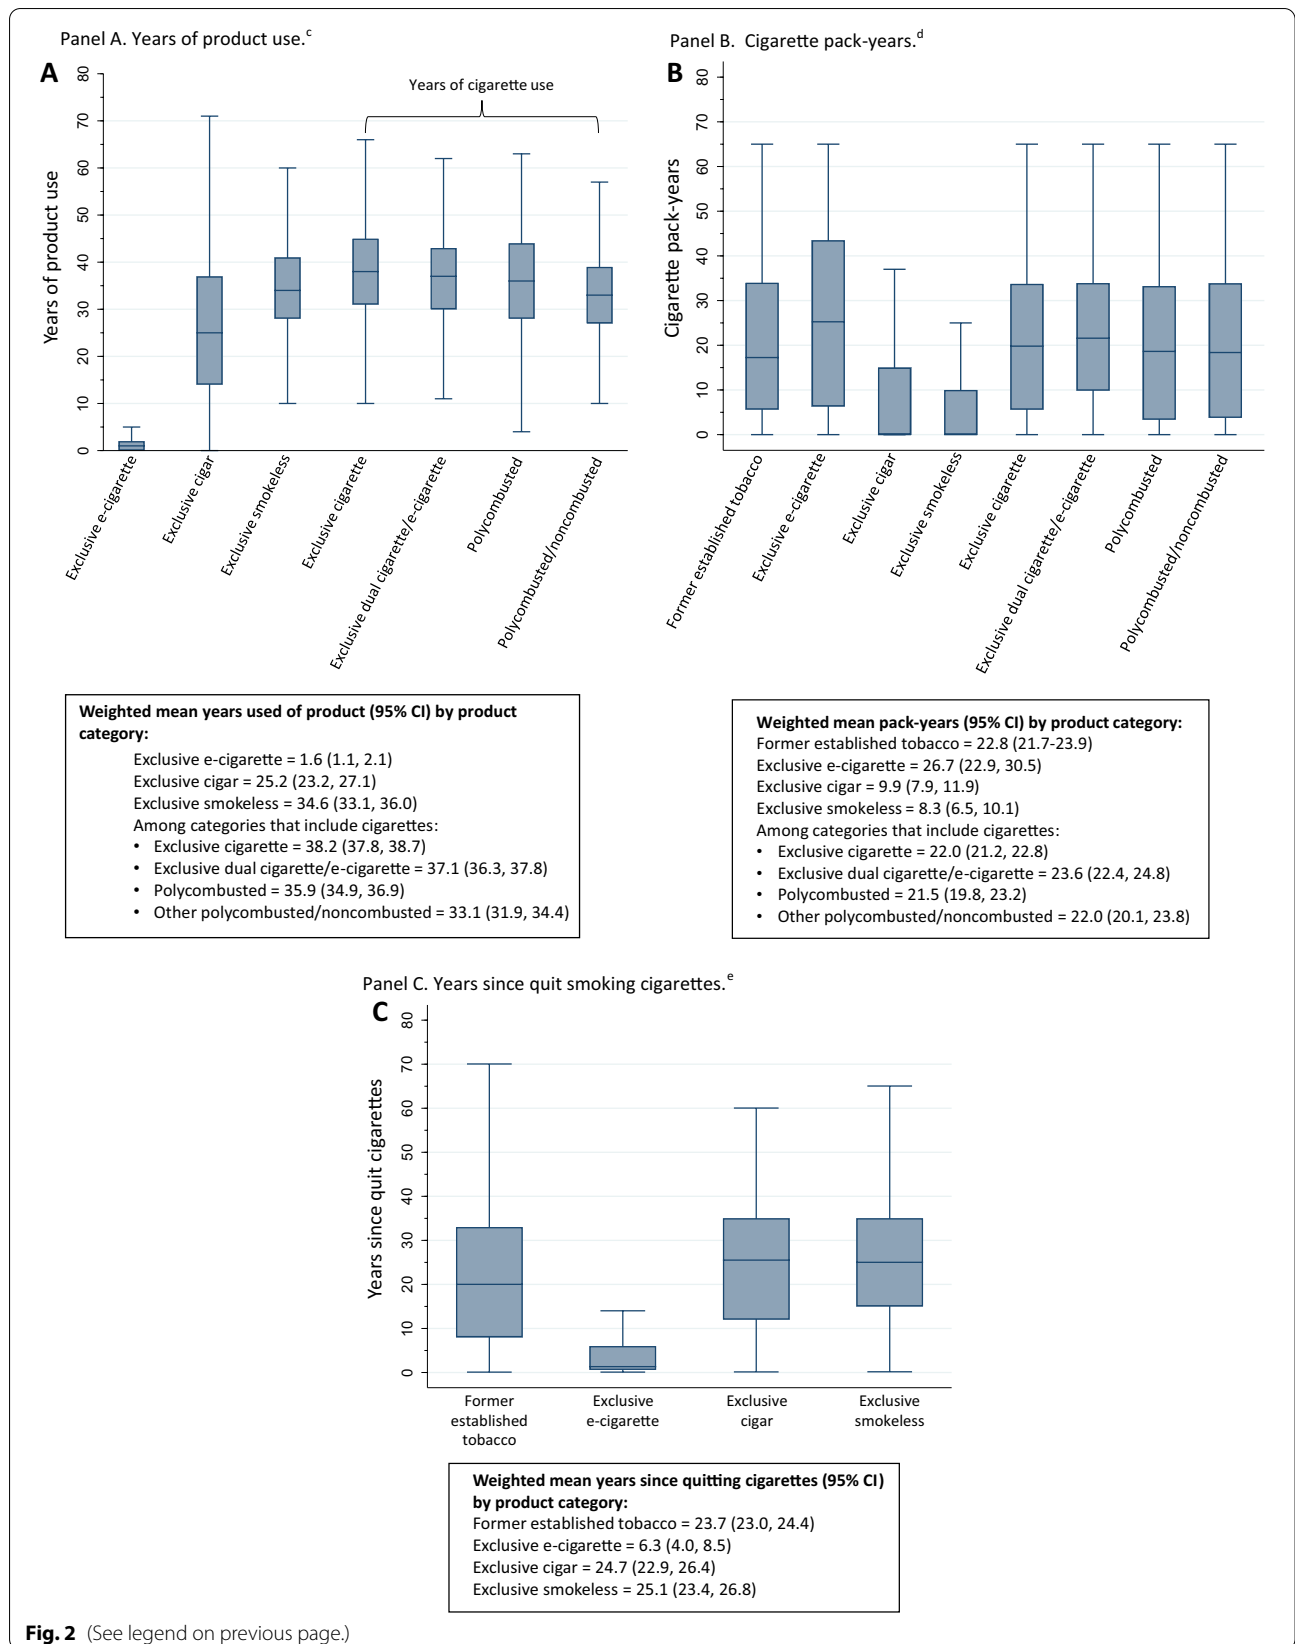 Panel A. Years of product use.c
A
Years of product use
80
70
60
50
40
30
20
10
0
Years of cigarette use
Exclusive e-cigarette
Exclusive cigar
Exclusive smokeless
Exclusive cigarette
Exclusive dual cigarette/e-cigarette
Polycombusted
Polycombusted/noncombusted
Weighted mean years used of product (95% CI) by product
category:
Exclusive e-cigarette = 1.6 (1.1, 2.1)
Exclusive cigar = 25.2 (23.2, 27.1)
Exclusive smokeless = 34.6 (33.1, 36.0)
Among categories that include cigarettes:
• Exclusive cigarette = 38.2 (37.8, 38.7)
• Exclusive dual cigarette/e-cigarette = 37.1 (36.3, 37.8)
• Polycombusted = 35.9 (34.9, 36.9)
• Other polycombusted/noncombusted = 33.1 (31.9, 34.4)
Panel B. Cigarette pack-years.d
B
Cigarette pack-years
80
70
60
50
40
30
20
10
0
Former established tobacco
Exclusive e-cigarette
Exclusive cigar
Exclusive smokeless
Exclusive cigarette
Exclusive dual cigarette/e-cigarette
Polycombusted
Polycombusted/noncombusted
Weighted mean pack-years (95% CI) by product category:
Former established tobacco = 22.8 (21.7-23.9)
Exclusive e-cigarette = 26.7 (22.9, 30.5)
Exclusive cigar = 9.9 (7.9, 11.9)
Exclusive smokeless = 8.3 (6.5, 10.1)
Among categories that include cigarettes:
• Exclusive cigarette = 22.0 (21.2, 22.8)
• Exclusive dual cigarette/e-cigarette = 23.6 (22.4, 24.8)
• Polycombusted = 21.5 (19.8, 23.2)
• Other polycombusted/noncombusted = 22.0 (20.1, 23.8)
Panel C. Years since quit smoking cigarettes.e
C
Years since quit cigarettes
80
70
60
50
40
30
20
10
0
Former
established
tobacco
Exclusive
e-cigarette
Exclusive
cigar
Exclusive
smokeless
Weighted mean years since quitting cigarettes (95% CI)
by product category:
Former established tobacco = 23.7 (23.0, 24.4)
Exclusive e-cigarette = 6.3 (4.0, 8.5)
Exclusive cigar = 24.7 (22.9, 26.4)
Exclusive smokeless = 25.1 (23.4, 26.8)
Fig. 2 (See legend on previous page.)